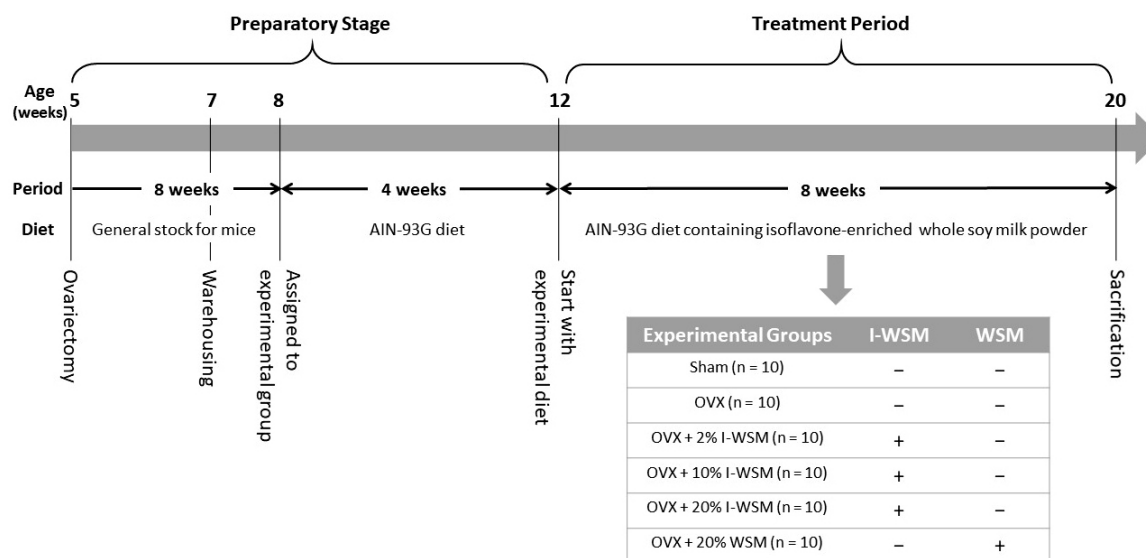 Preparatory Stage
Treatment Period
Age
(weeks)
5
7
8
12
20
Period
8 weeks
4 weeks
8 weeks
Diet
General stock for mice
AIN-93G diet
AIN-93G diet containing isoflavone-enriched whole soy milk powder
Ovariectomy
Warehousing
Assigned to
experimental group
Start with
experimental diet
Sacrification
Experimental Groups I-WSM WSM
Sham (n = 10) – –
OVX (n = 10) – –
OVX + 2% I-WSM (n = 10) + –
OVX + 10% I-WSM (n = 10) + –
OVX + 20% I-WSM (n = 10) + –
OVX + 20% WSM (n = 10) – +